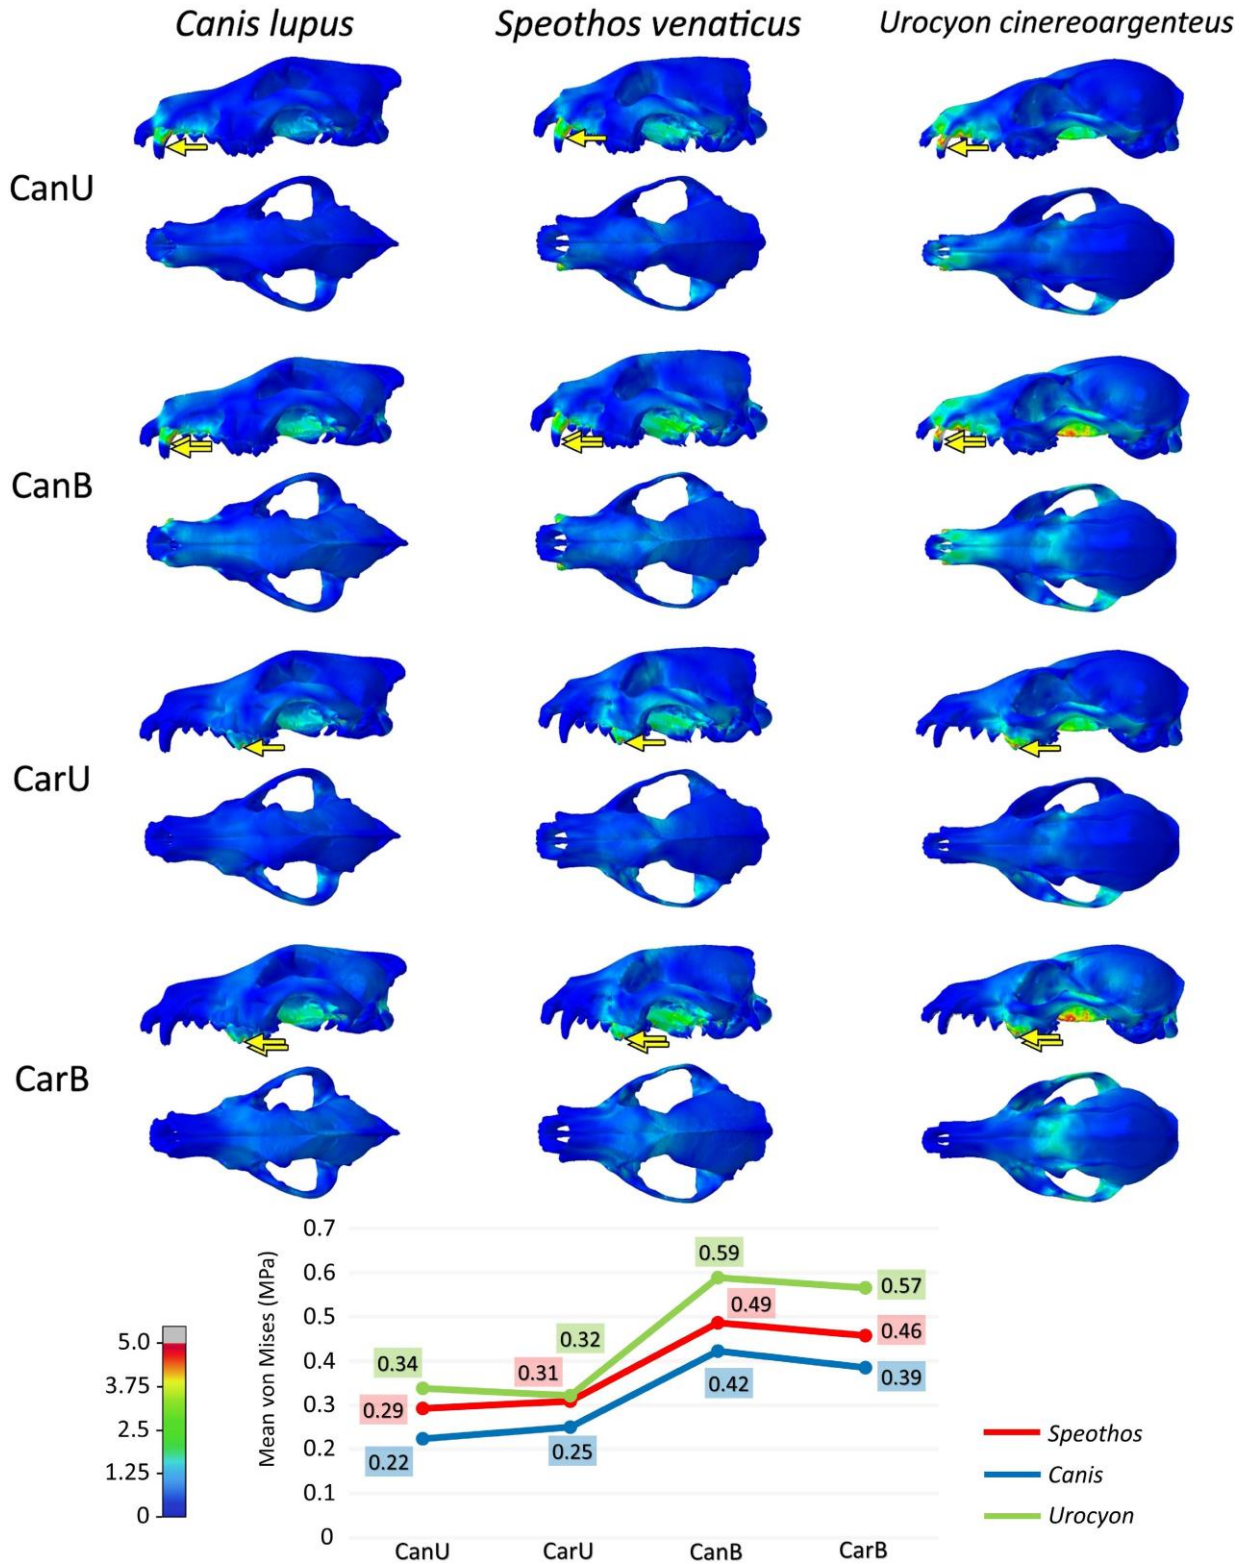 Canis lupus
Speothos venaticus
Urocyon cinereoargenteus
CanU
CanB
CarU
CarB
Mean von Mises (MPa)
0.7
0.6
0.5
0.4
0.3
0.2
0.1
0
0.34
0.32
0.59
0.57
0.29
0.31
0.49
0.46
0.22
0.25
0.42
0.39
CanU
CarU
CanB
CarB
5.0
3.75
2.5
1.25
0
Speothos
Canis
Urocyon